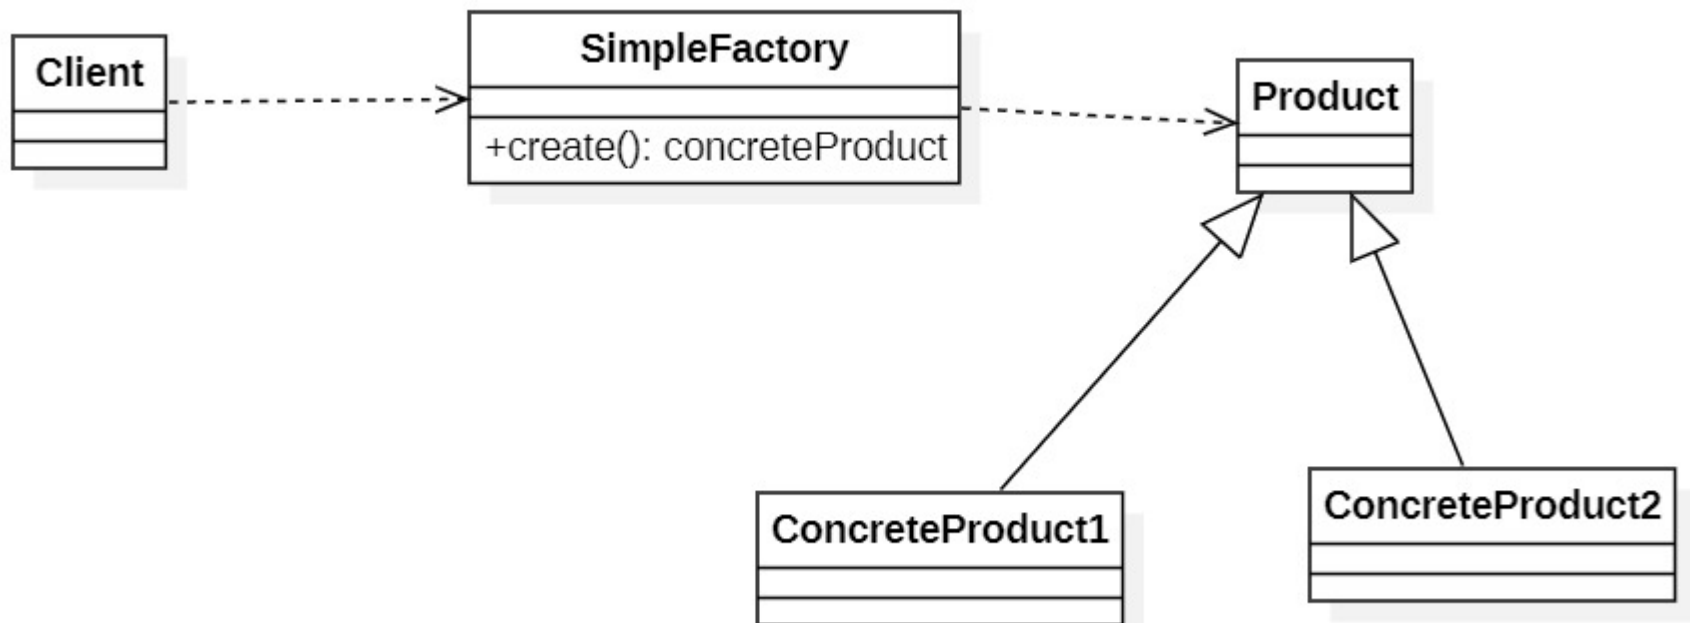 Client
SimpleFactory
+create(): concreteProduct
Product
ConcreteProduct1
ConcreteProduct2